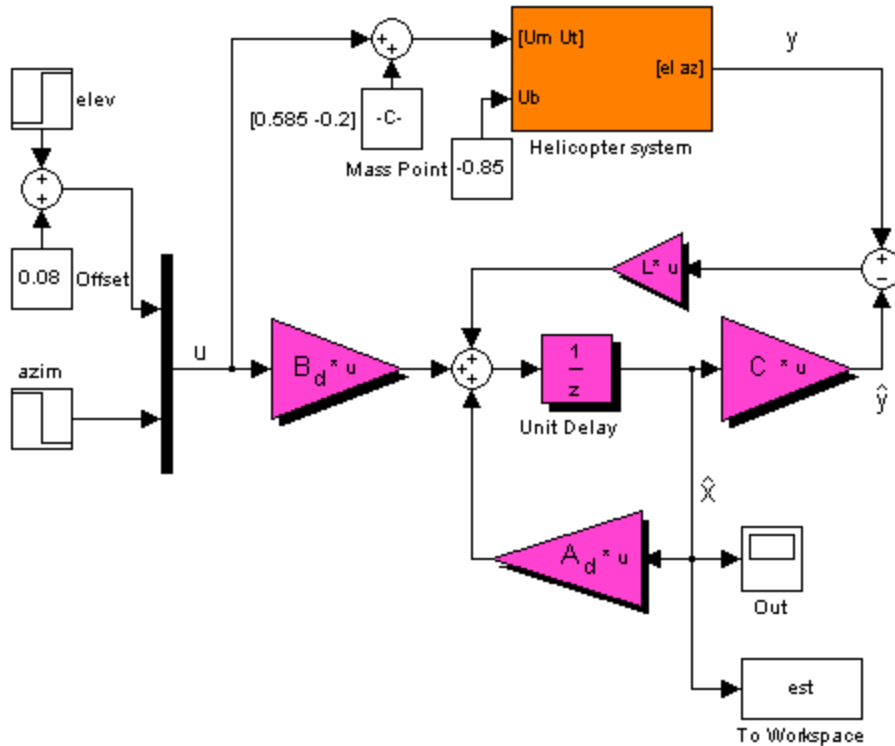 [Um Ut]
y
[el az]
elev
[0.585 -0.2]
-C-
Ub
Mass Point
-0.85
Helicopter system
+
+
+
+
0.08
Offset
L* u
+
−
azim
u
B_d * u
+
+
+
1
z
C * u
ŷ
Unit Delay
x̂
A_d * u
Out
est
To Workspace